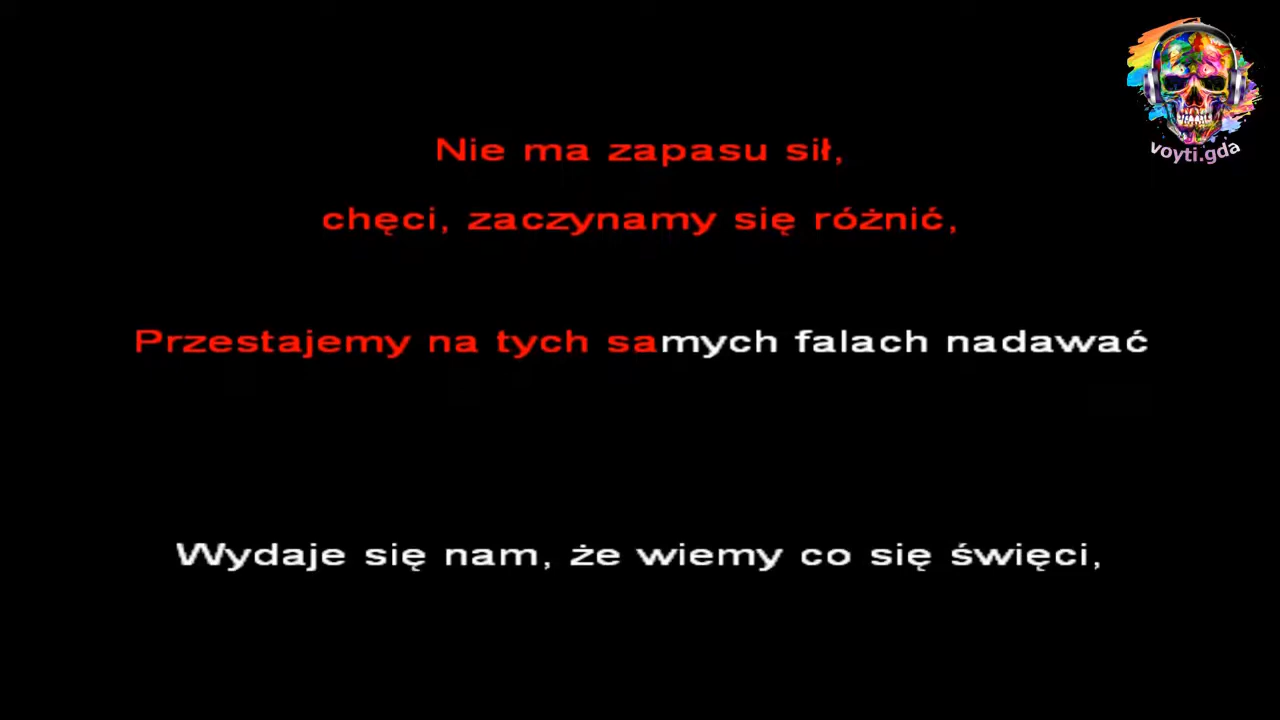 voyti.gda
Nie ma zapasu sił,
chęci, zaczynamy się różnić,
Przestajemy na tych samych falach nadawać
Wydaje się nam, że wiemy co się święci,